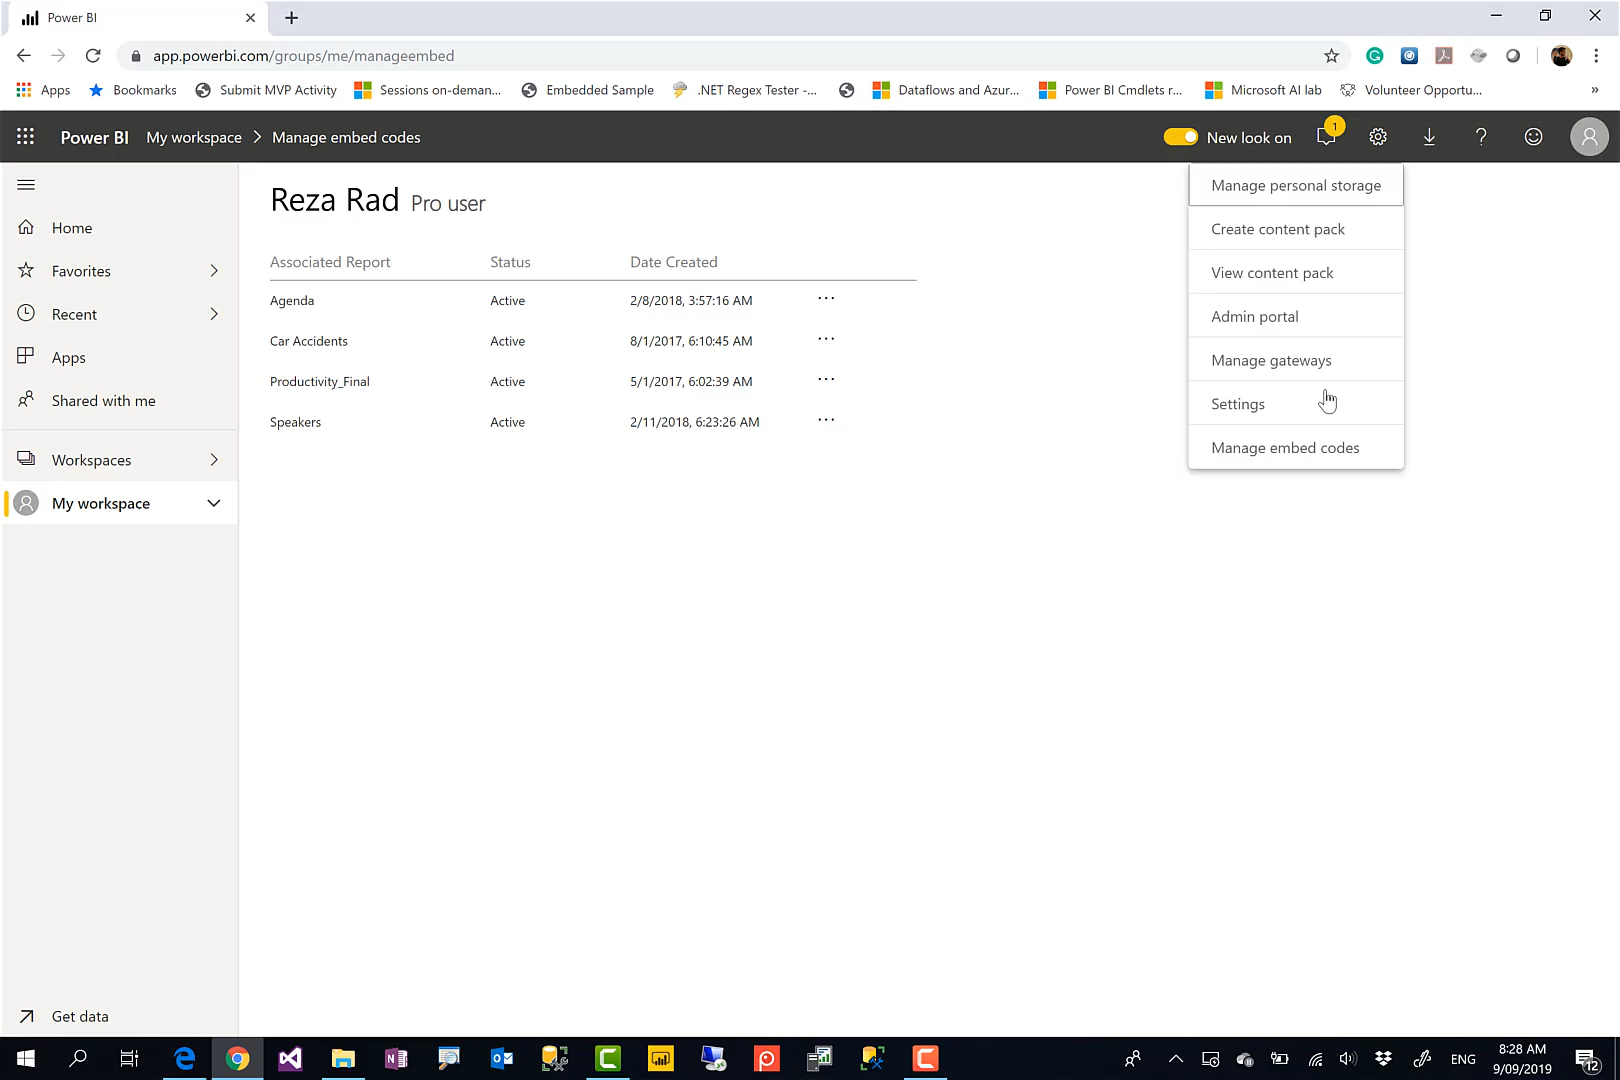 Power BI
app.powerbi.com/groups/me/manageembed
Apps Bookmarks Submit MVP Activity Sessions on-deman... Embedded Sample .NET Regex Tester -... Dataflows and Azur... Power BI Cmdlets r... Microsoft AI lab Volunteer Opportu... »
Power BI My workspace > Manage embed codes New look on 1 ?
Manage personal storage
Create content pack
View content pack
Admin portal
Manage gateways
Settings
Manage embed codes
Home
Favorites
Recent
Apps
Shared with me
Workspaces
My workspace
Get data
Reza Rad Pro user
Associated Report Status Date Created
Agenda Active 2/8/2018, 3:57:16 AM ...
Car Accidents Active 8/1/2017, 6:10:45 AM ...
Productivity_Final Active 5/1/2017, 6:02:39 AM ...
Speakers Active 2/11/2018, 6:23:26 AM ...
ENG
8:28 AM
9/09/2019
12